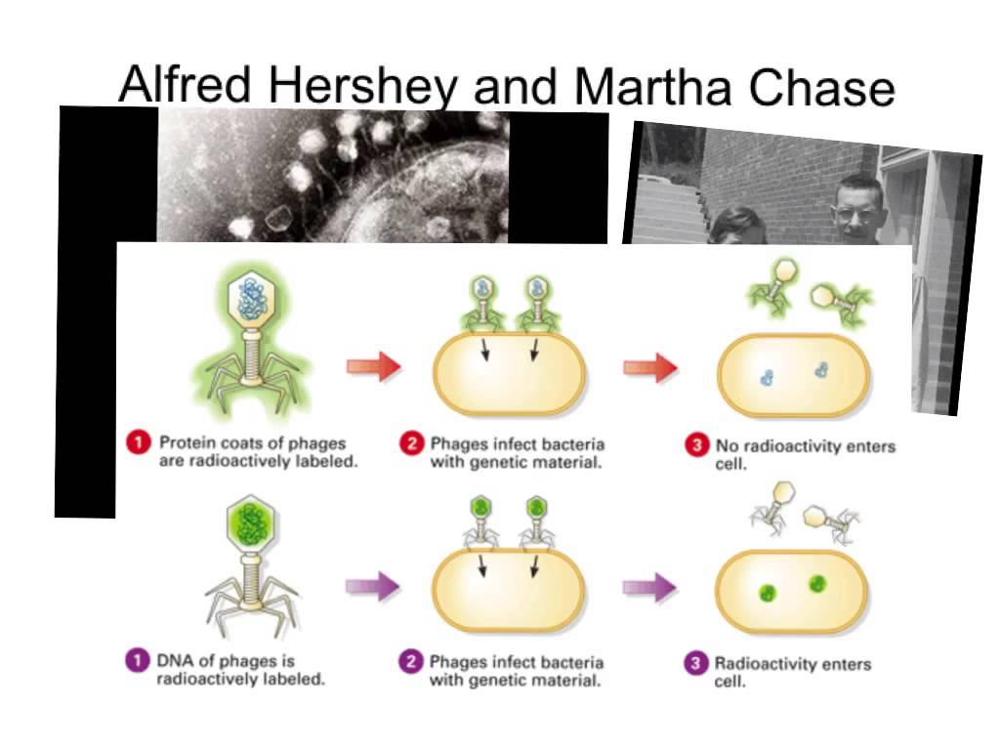 Alfred Hershey and Martha Chase
1 Protein coats of phages
are radioactively labeled.
2 Phages infect bacteria
with genetic material.
3 No radioactivity enters
cell.
1 DNA of phages is
radioactively labeled.
2 Phages infect bacteria
with genetic material.
3 Radioactivity enters
cell.